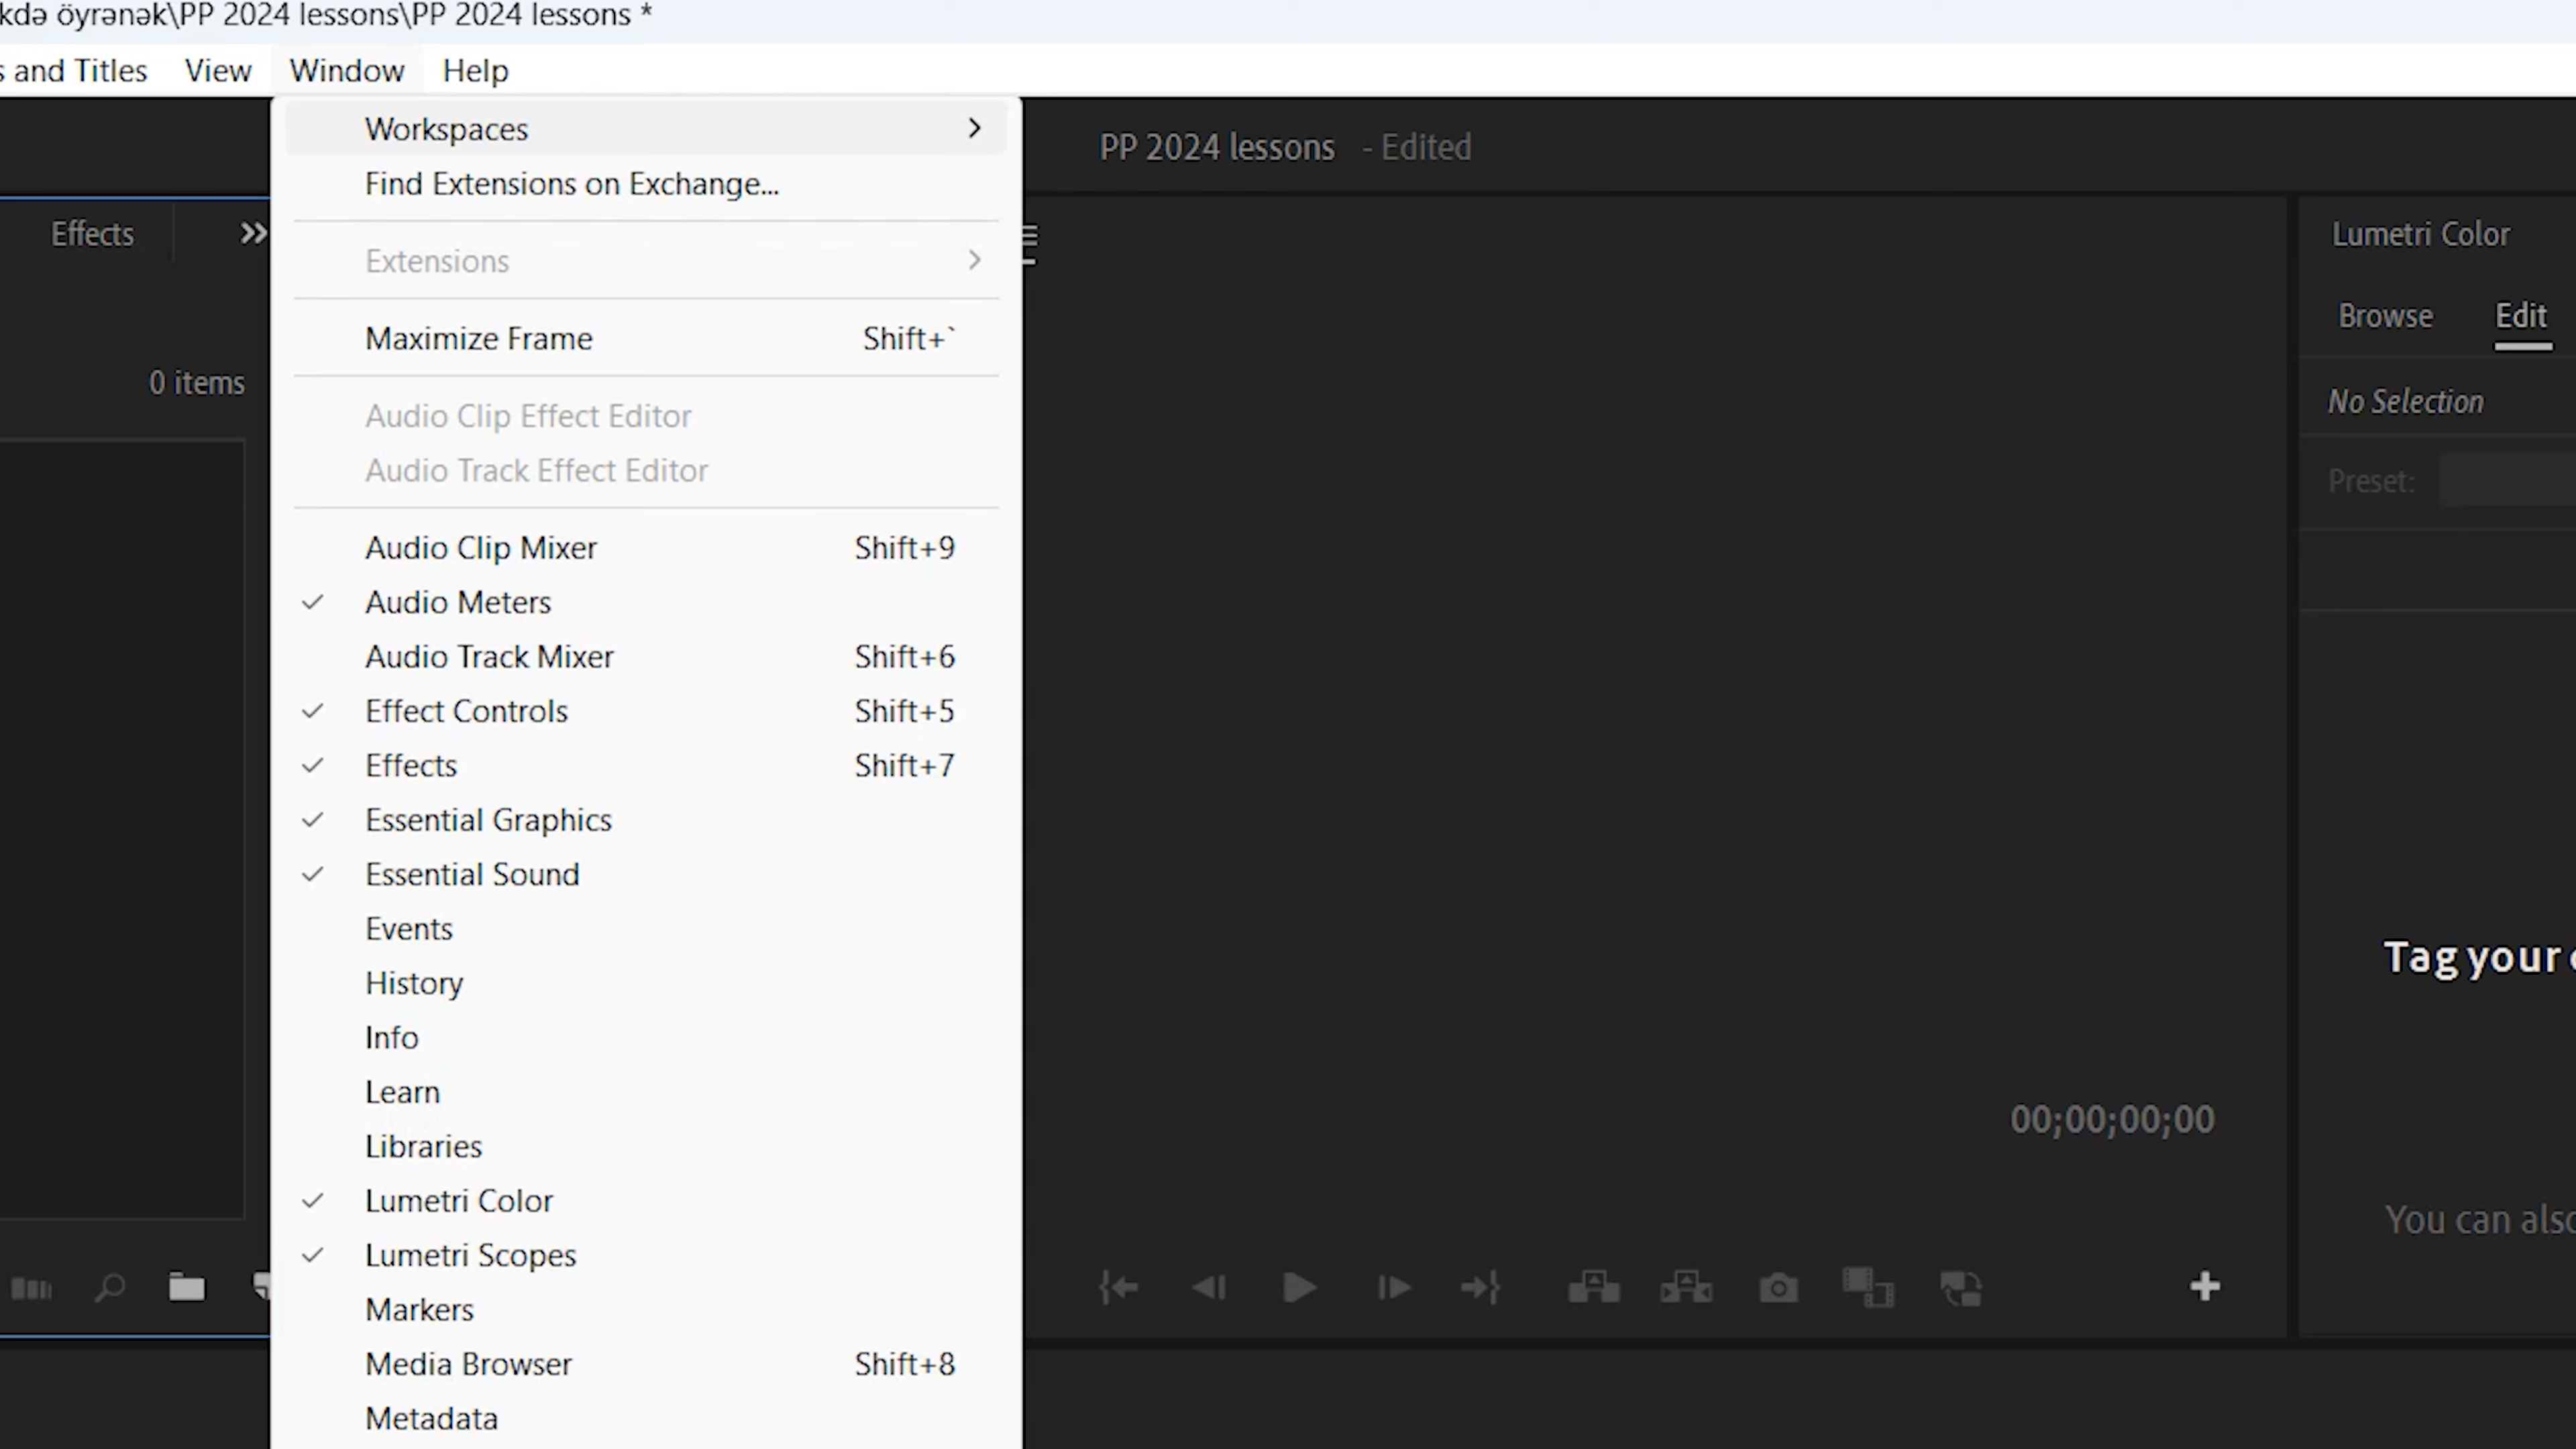 kdə öyrənək\PP 2024 lessons\PP 2024 lessons *
s and Titles View Window Help
Workspaces
Find Extensions on Exchange...
Extensions
Maximize Frame Shift+`
Audio Clip Effect Editor
Audio Track Effect Editor
Audio Clip Mixer Shift+9
Audio Meters
Audio Track Mixer Shift+6
Effect Controls Shift+5
Effects Shift+7
Essential Graphics
Essential Sound
Events
History
Info
Learn
Libraries
Lumetri Color
Lumetri Scopes
Markers
Media Browser Shift+8
Metadata
Effects
0 items
PP 2024 lessons - Edited
00;00;00;00
Lumetri Color
Browse Edit
No Selection
Preset:
Tag your
You can also